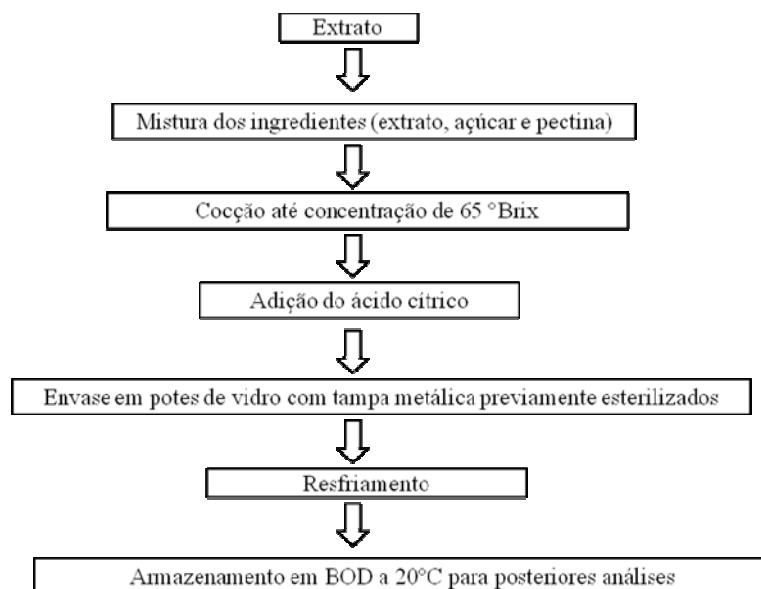 Extrato
Mistura dos ingredientes (extrato, açúcar e pectina)
Cocção até concentração de 65 °Brix
Adição do ácido cítrico
Envase em potes de vidro com tampa metálica previamente esterilizados
Resfriamento
Armazenamento em BOD a 20°C para posteriores análises